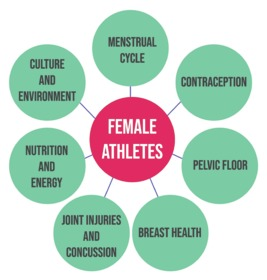 MENSTRUAL
CYCLE
CONTRACEPTION
PELVIC FLOOR
BREAST HEALTH
JOINT INJURIES
AND
CONCUSSION
NUTRITION
AND
ENERGY
CULTURE
AND
ENVIRONMENT
FEMALE
ATHLETES